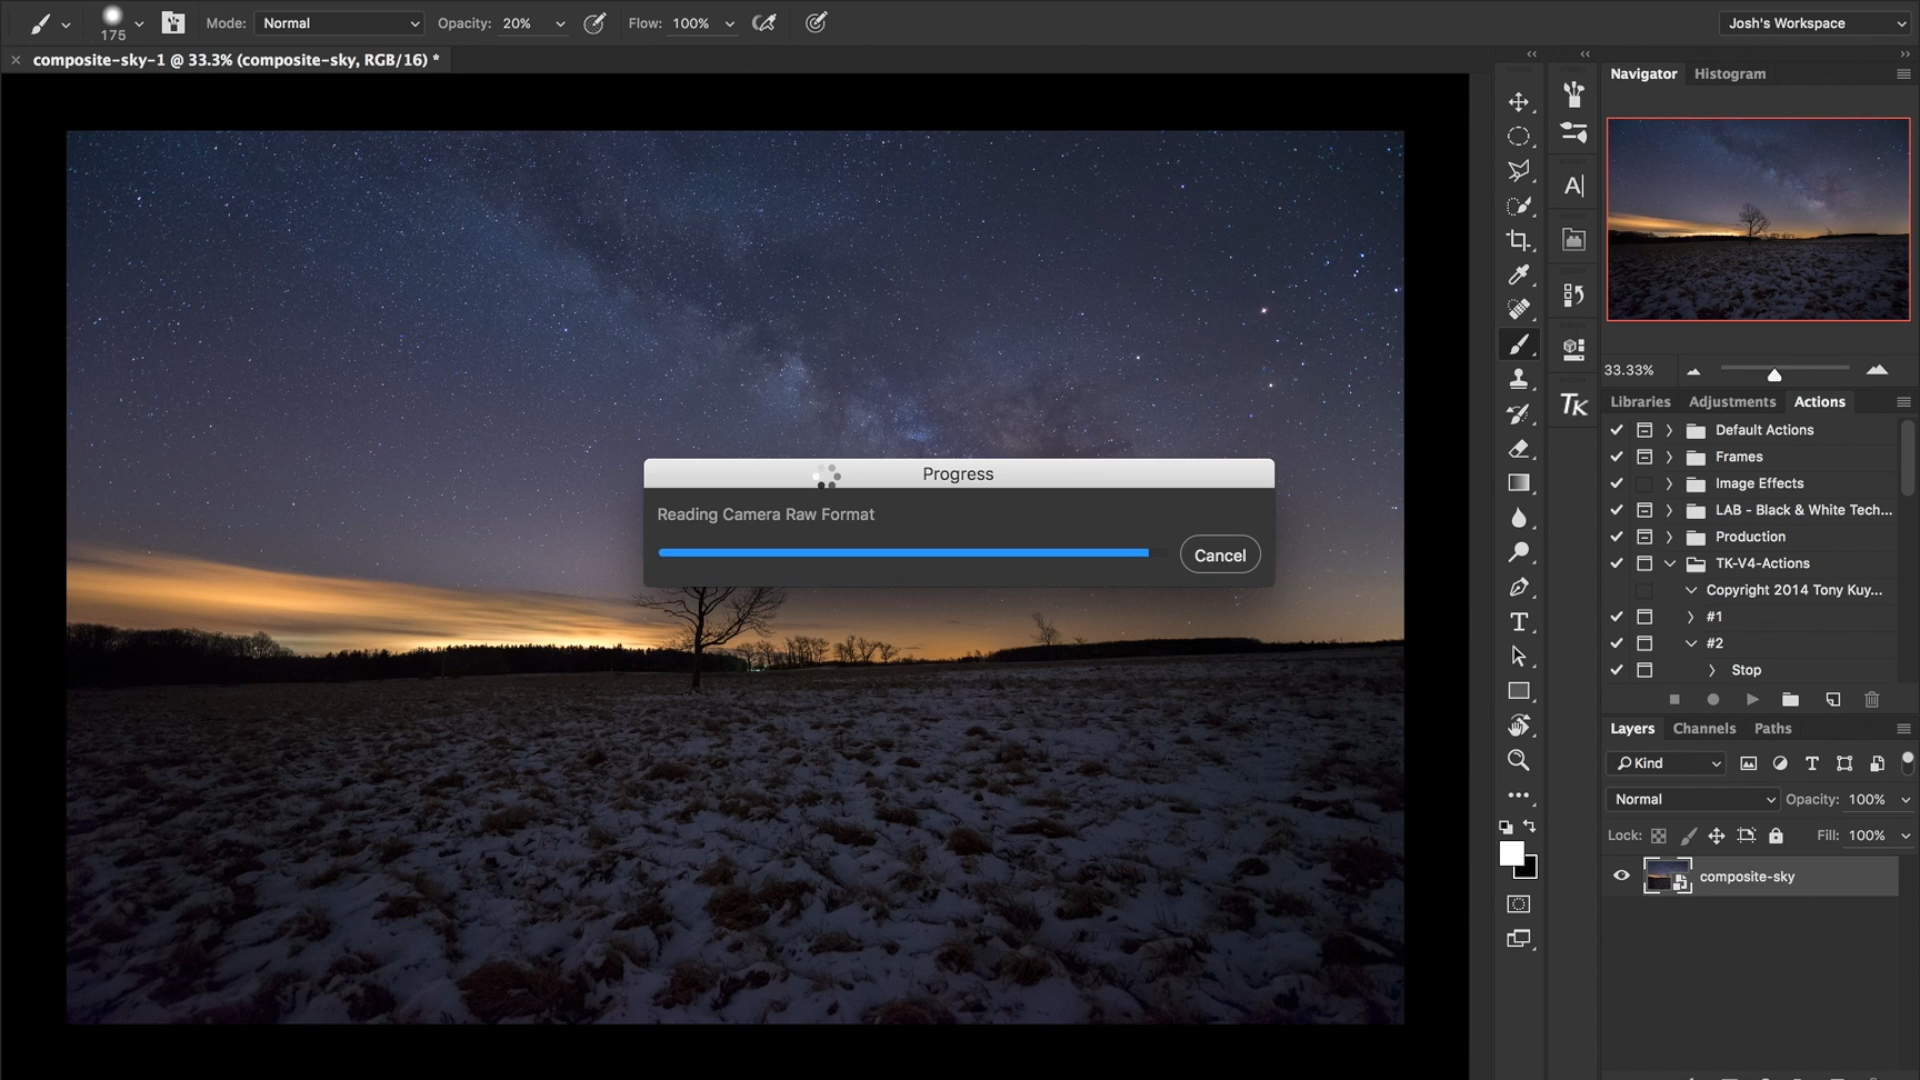 175
Mode: Normal
Opacity: 20%
Flow: 100%
Josh's Workspace
composite-sky-1 @ 33.3% (composite-sky, RGB/16) *
Navigator Histogram
Progress
Reading Camera Raw Format
Cancel
33.33%
Libraries Adjustments Actions
Default Actions
Frames
Image Effects
LAB - Black & White Tech...
Production
TK-V4-Actions
Copyright 2014 Tony Kuy...
#1
#2
Stop
A
TK
T
Layers Channels Paths
Kind
T
Normal Opacity: 100%
Lock: Fill: 100%
composite-sky